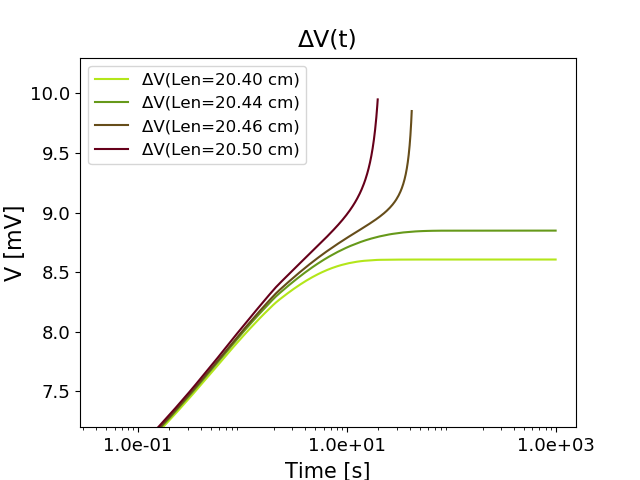 ΔV(t)
ΔV(Len=20.40 cm)
ΔV(Len=20.44 cm)
ΔV(Len=20.46 cm)
ΔV(Len=20.50 cm)
10.0
9.5
9.0
8.5
8.0
7.5
V [mV]
1.0e-01 1.0e+01 1.0e+03
Time [s]